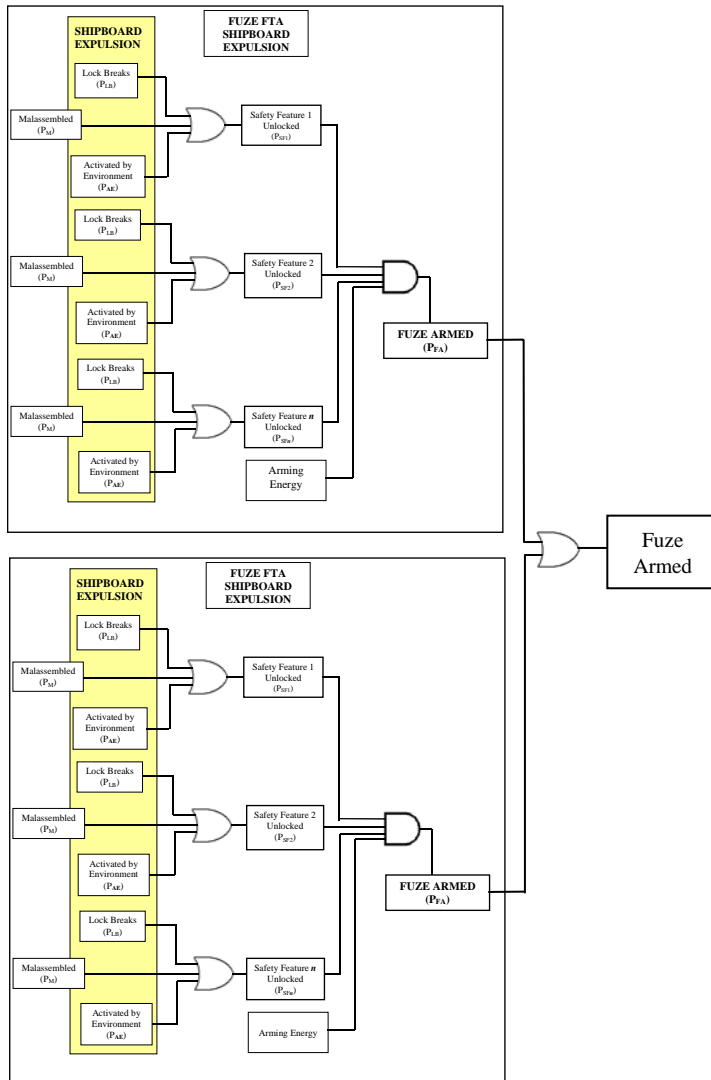 SHIPBOARD
EXPULSION
FUZE FTA
SHIPBOARD
EXPULSION
Lock Breaks
(PLB)
Malassembled
(PM)
Safety Feature 1
Unlocked
(PSF1)
Activated by
Environment
(PAE)
Lock Breaks
(PLB)
Malassembled
(PM)
Safety Feature 2
Unlocked
(PSF2)
Activated by
Environment
(PAE)
FUZE ARMED
(PFA)
Lock Breaks
(PLB)
Malassembled
(PM)
Safety Feature n
Unlocked
(PSFn)
Activated by
Environment
(PAE)
Arming
Energy
Fuze
Armed
SHIPBOARD
EXPULSION
FUZE FTA
SHIPBOARD
EXPULSION
Lock Breaks
(PLB)
Malassembled
(PM)
Safety Feature 1
Unlocked
(PSF1)
Activated by
Environment
(PAE)
Lock Breaks
(PLB)
Malassembled
(PM)
Safety Feature 2
Unlocked
(PSF2)
Activated by
Environment
(PAE)
FUZE ARMED
(PFA)
Lock Breaks
(PLB)
Malassembled
(PM)
Safety Feature n
Unlocked
(PSFn)
Activated by
Environment
(PAE)
Arming Energy